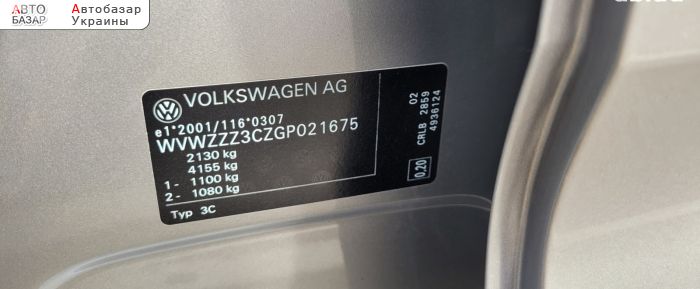 АВТО
БАЗАР
Автобазар
Украины
VOLKSWAGEN AG
e1*2001/116*0307
WVWZZZ3CZGP021675
2130 kg
4155 kg
1 - 1100 kg
2 - 1080 kg
Typ 3C
02
CRLB 2859
4936124
0,20